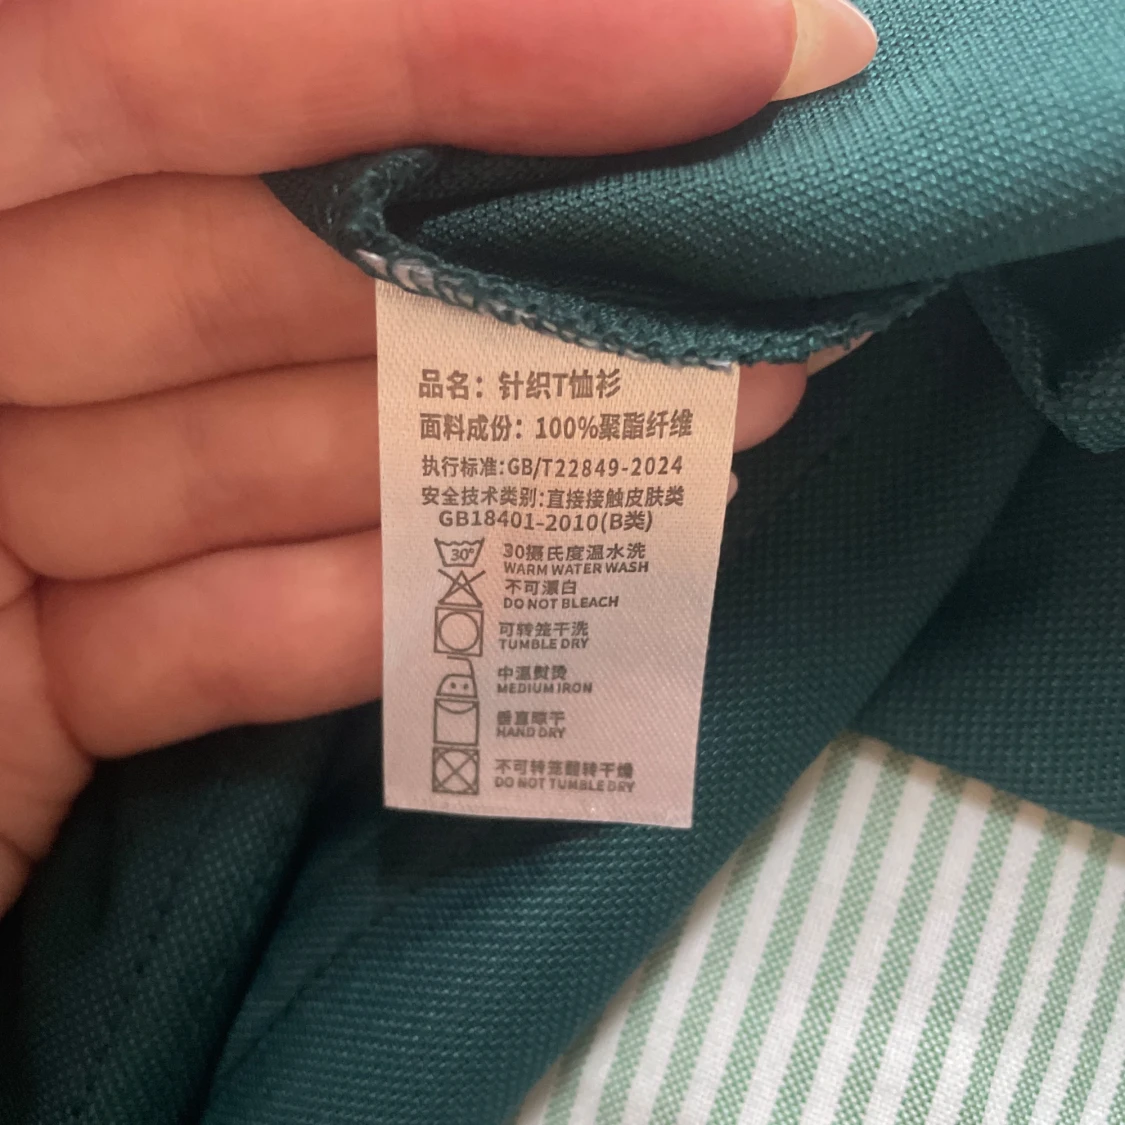 品名：针织T恤衫
面料成份：100%聚酯纤维
执行标准:GB/T22849-2024
安全技术类别:直接接触皮肤类
GB18401-2010(B类)
30° 30摄氏度温水洗
WARM WATER WASH
不可漂白
DO NOT BLEACH
可转笼干洗
TUMBLE DRY
中温熨烫
MEDIUM IRON
垂直晾干
HAND DRY
不可转笼翻转干燥
DO NOT TUMBLE DRY